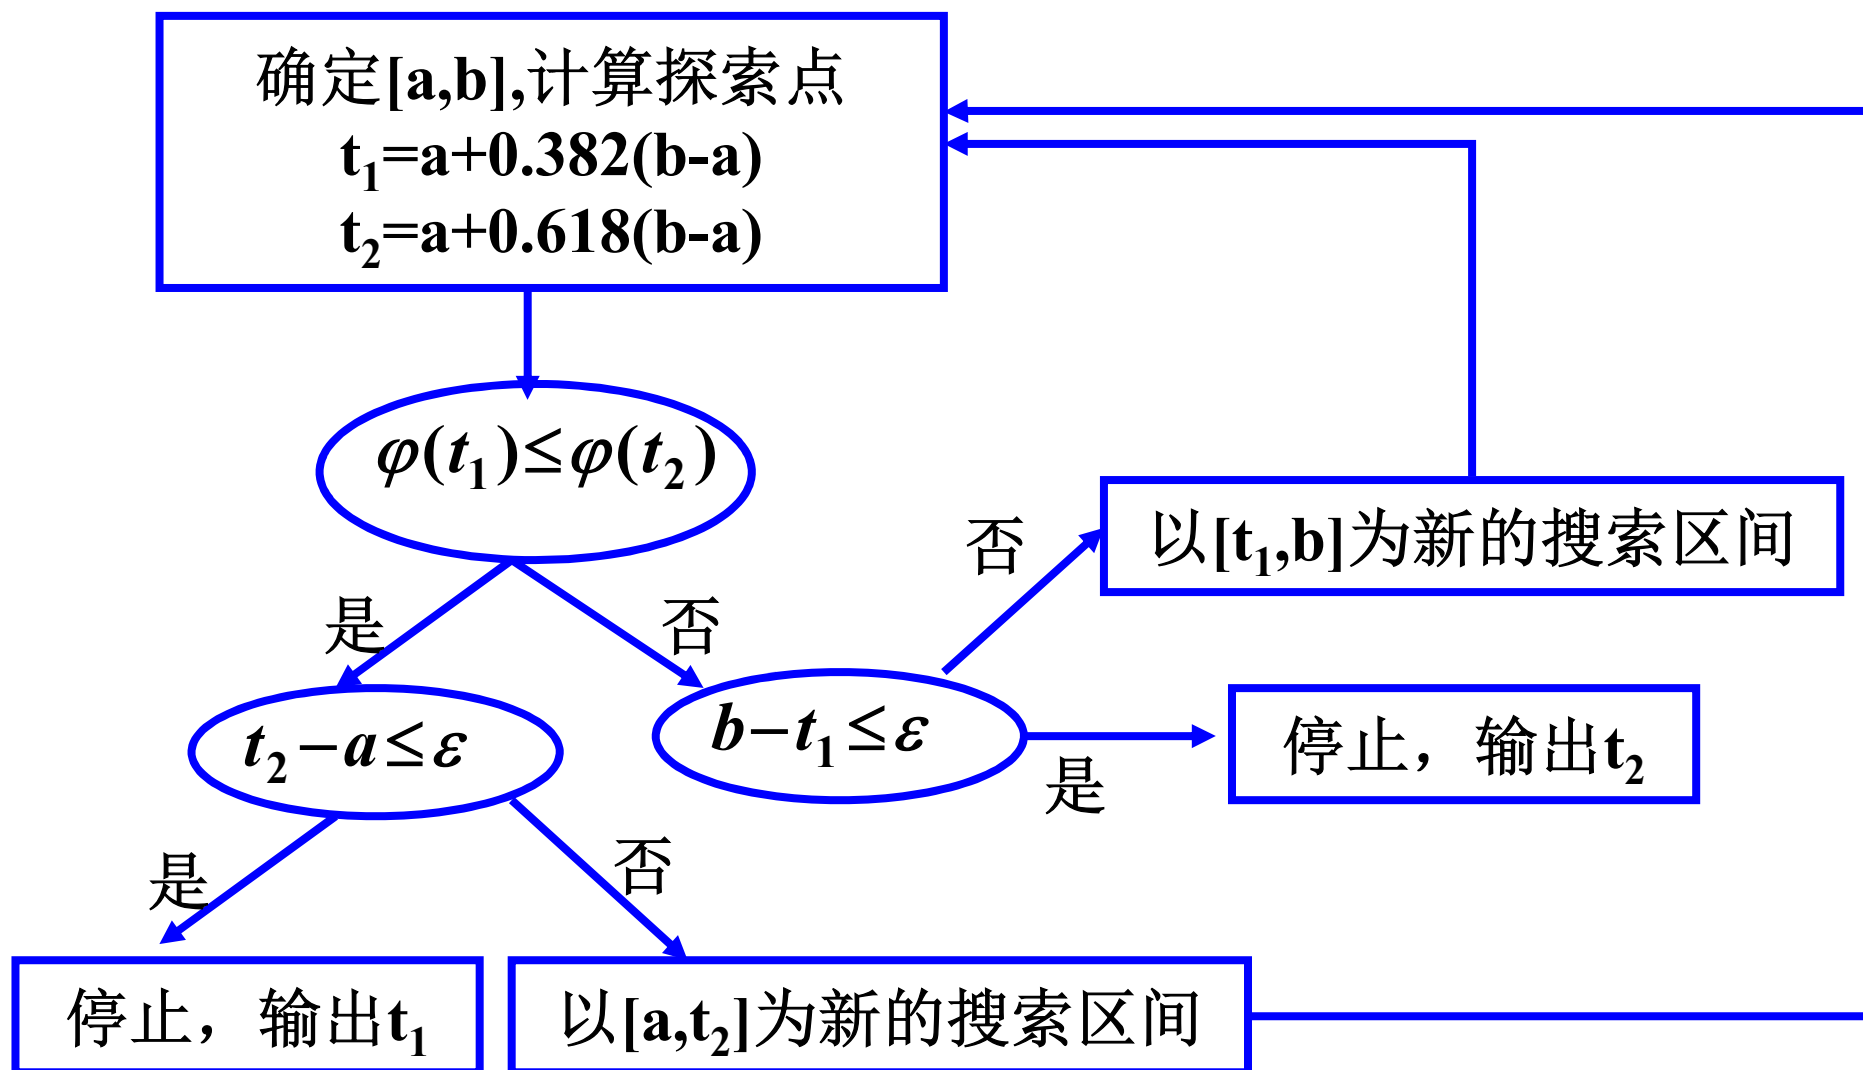 确定[a,b],计算探索点
t₁=a+0.382(b-a)
t₂=a+0.618(b-a)
φ(t₁)≤φ(t₂)
否
以[t₁,b]为新的搜索区间
是
否
t₂-a≤ε
b-t₁≤ε
停止，输出t₂
是
是
否
停止，输出t₁
以[a,t₂]为新的搜索区间